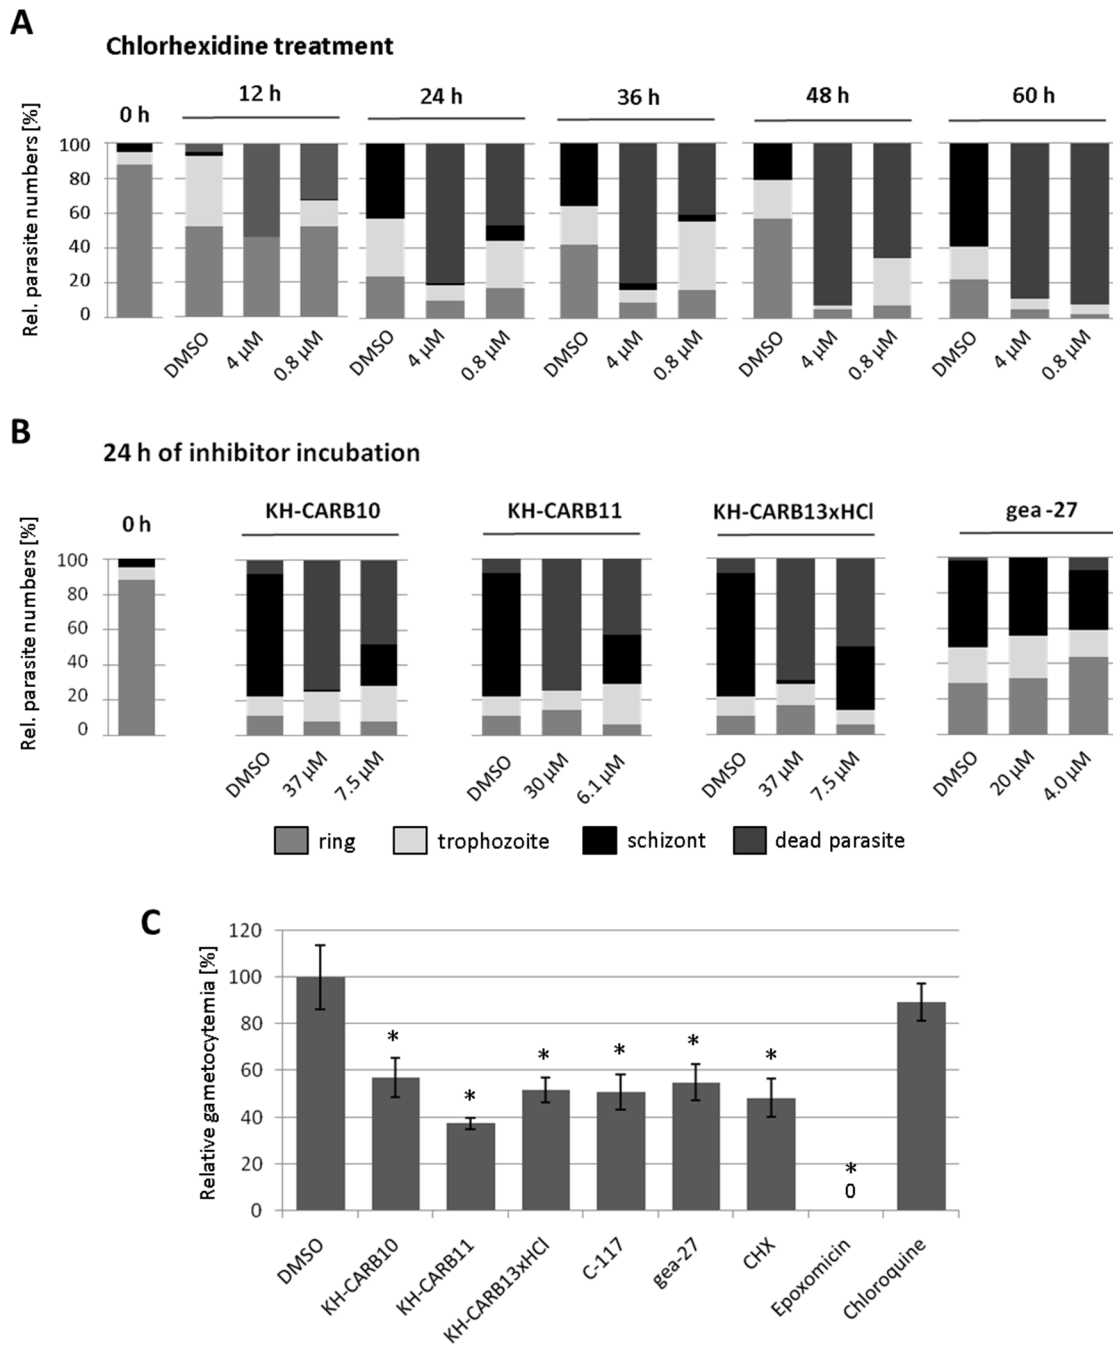 A
Chlorhexidine treatment
0 h
12 h
24 h
36 h
48 h
60 h
Rel. parasite numbers [%]
100
80
60
40
20
0
DMSO
4 µM
0.8 µM
DMSO
4 µM
0.8 µM
DMSO
4 µM
0.8 µM
DMSO
4 µM
0.8 µM
DMSO
4 µM
0.8 µM
B
24 h of inhibitor incubation
0 h
KH-CARB10
KH-CARB11
KH-CARB13xHCl
gea-27
Rel. parasite numbers [%]
100
80
60
40
20
0
DMSO
37 µM
7.5 µM
DMSO
30 µM
6.1 µM
DMSO
37 µM
7.5 µM
DMSO
20 µM
4.0 µM
ring
trophozoite
schizont
dead parasite
C
Relative gametocytemia [%]
120
100
80
60
40
20
0
*
*
*
*
*
*
*
0
DMSO
KH-CARB10
KH-CARB11
KH-CARB13xHCl
C-117
gea-27
CHX
Epoxomicin
Chloroquine